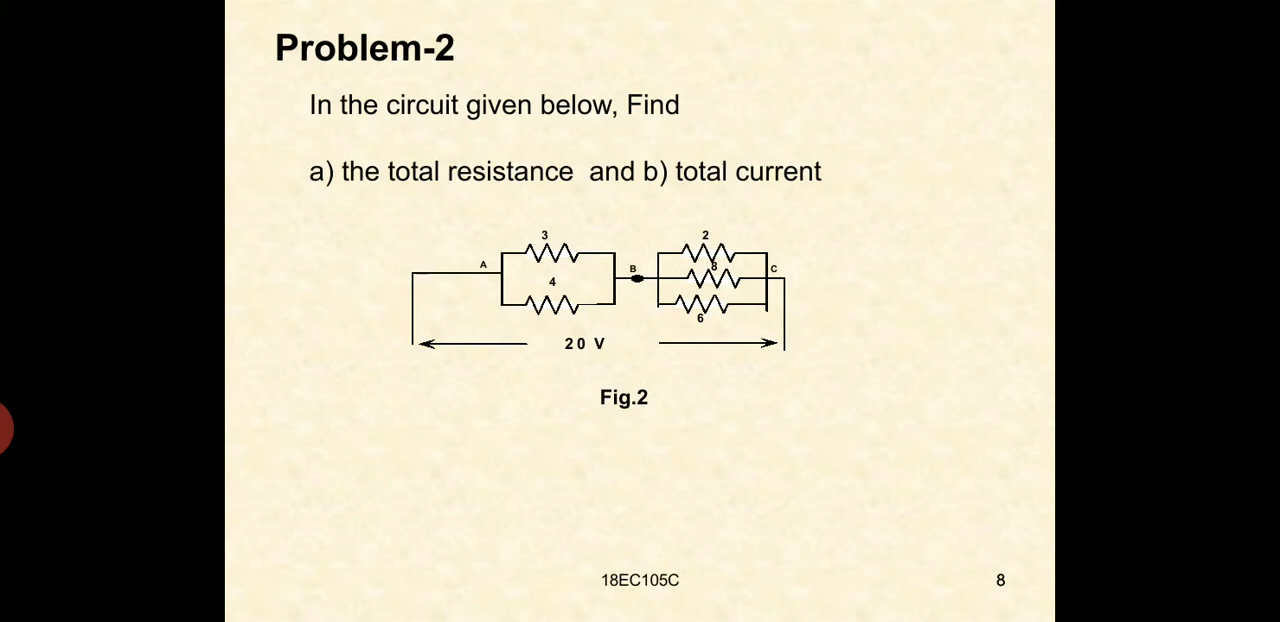 Problem-2
In the circuit given below, Find
a) the total resistance and b) total current
3
2
A
B
8
C
4
6
20 V
Fig.2
18EC105C
8